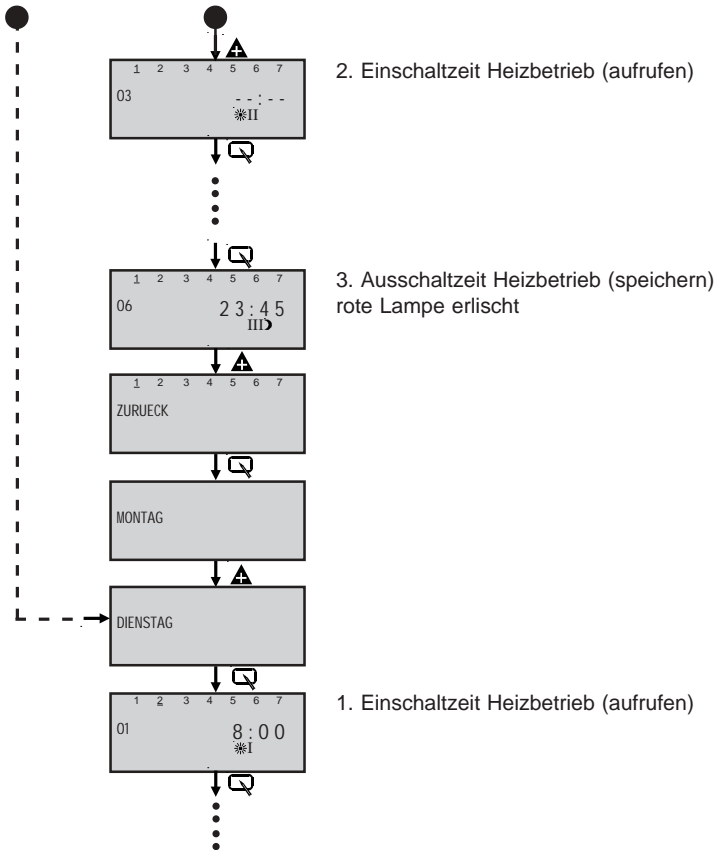 1 2 3 4 5 6 7
2. Einschaltzeit Heizbetrieb (aufrufen)
03 --:--
II
1 2 3 4 5 6 7
3. Ausschaltzeit Heizbetrieb (speichern)
06 23:45
rote Lampe erlischt
III
1 2 3 4 5 6 7
ZURUECK
MONTAG
DIENSTAG
1 2 3 4 5 6 7
1. Einschaltzeit Heizbetrieb (aufrufen)
01 8:00
I